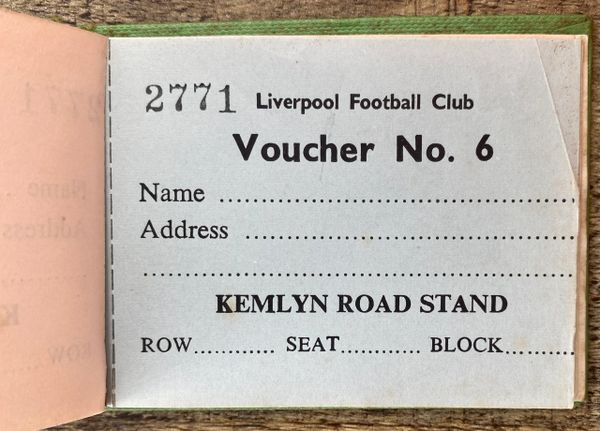 2771 Liverpool Football Club
Voucher No. 6
Name ........................................
Address ....................................
................................................
KEMLYN ROAD STAND
ROW............ SEAT............ BLOCK..........